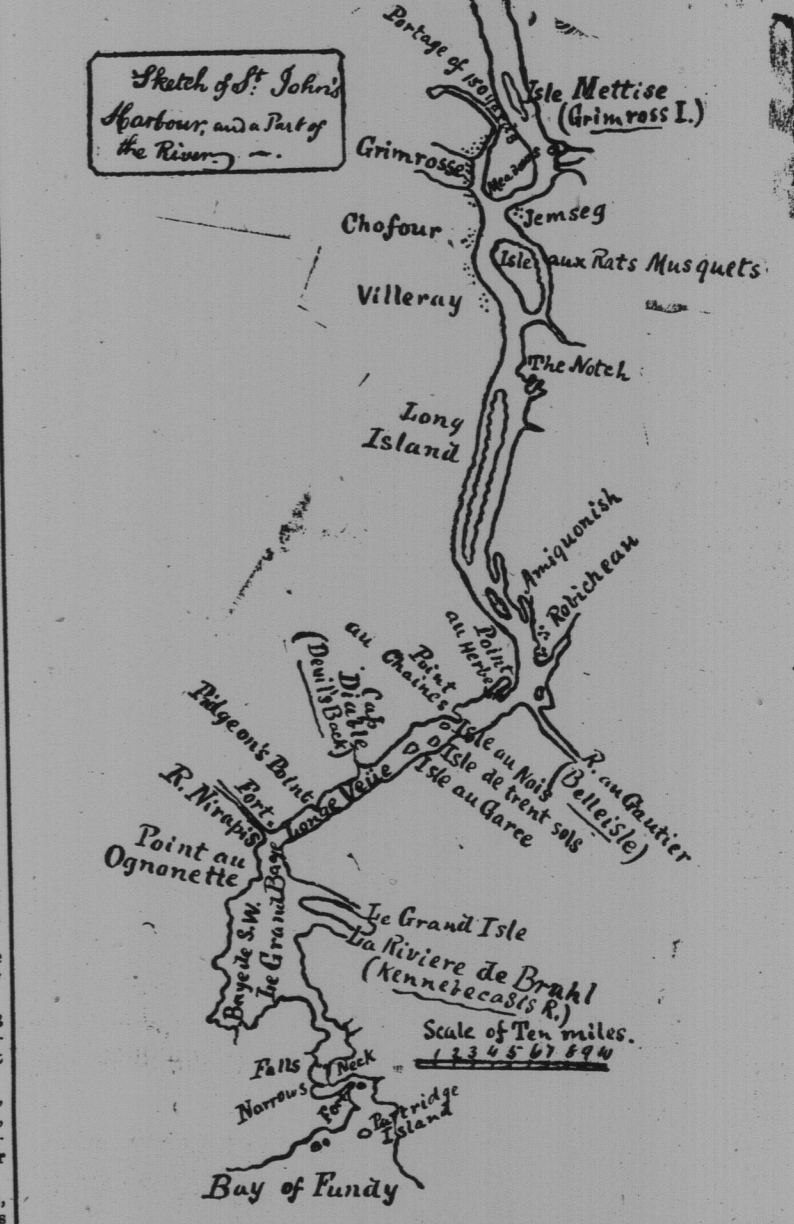 Sketch of St. John's
Harbour, and a Part of
the River.
Portage of
Isle Mettise
(Grimross I.)
Grimrosse
Meadows
Jemseg
Chofour
Isle aux Rats Musquets
Villeray
The Notch
Long
Island
Amiquonish
Robicheau
Point
au Herbe
Point
au Chaines
Cap
Diable
(Devil's Back)
Pidgeon's Point
Fort
R. Nirapis
Longe Veüe
Isle au Nois
Isle de trent sols
Isle au Garce
R. au Gautier
(Belleisle)
Point au
Ognonette
Baye de S.W.
Le Grand Baye
Le Grand Isle
La Riviere de Brahl
(Kennebecasis R.)
Scale of Ten miles.
1 2 3 4 5 6 7 8 9 10
Falls
Neck
Narrows
Fort
Partridge
Island
Bay of Fundy